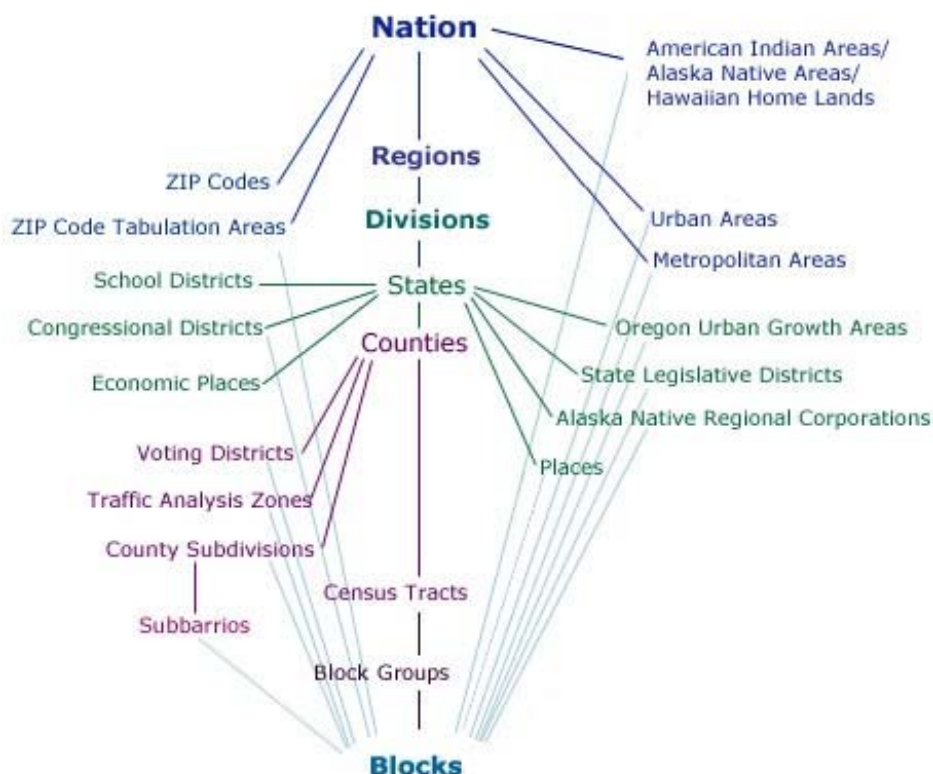 Nation
American Indian Areas/
Alaska Native Areas/
Hawaiian Home Lands
Regions
ZIP Codes
Divisions
Urban Areas
ZIP Code Tabulation Areas
Metropolitan Areas
School Districts
States
Congressional Districts
Oregon Urban Growth Areas
Counties
Economic Places
State Legislative Districts
Alaska Native Regional Corporations
Voting Districts
Places
Traffic Analysis Zones
County Subdivisions
Census Tracts
Subbarrios
Block Groups
Blocks